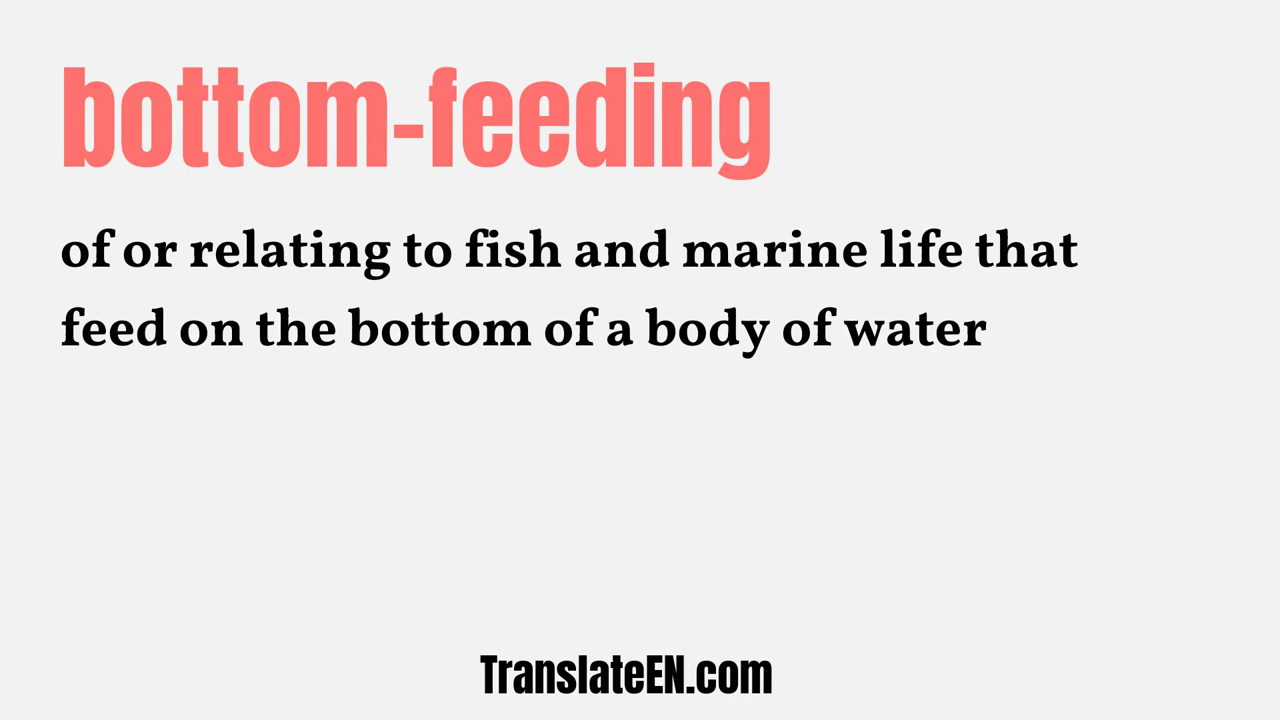 bottom-feeding
of or relating to fish and marine life that
feed on the bottom of a body of water
TranslateEN.com